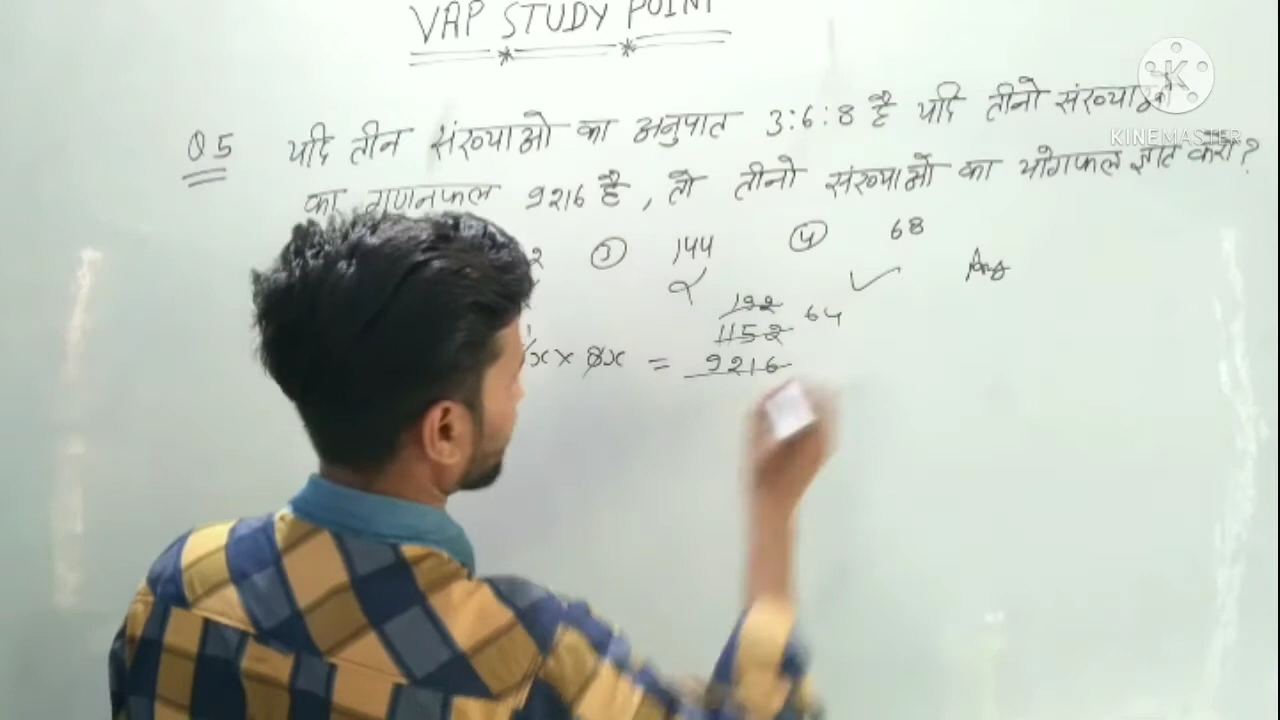 VAP STUDY POINT
Q5 यदि तीन संख्याओ का अनुपात 3:6:8 है यदि तीनो संख्याओ
का गुणनफल 9216 है, तो तीनो संख्याओं का योगफल ज्ञात करो?
2 ③ 144 ④ 68
Ans
192
1152 64
x × 8x = 9216
KINEMASTER